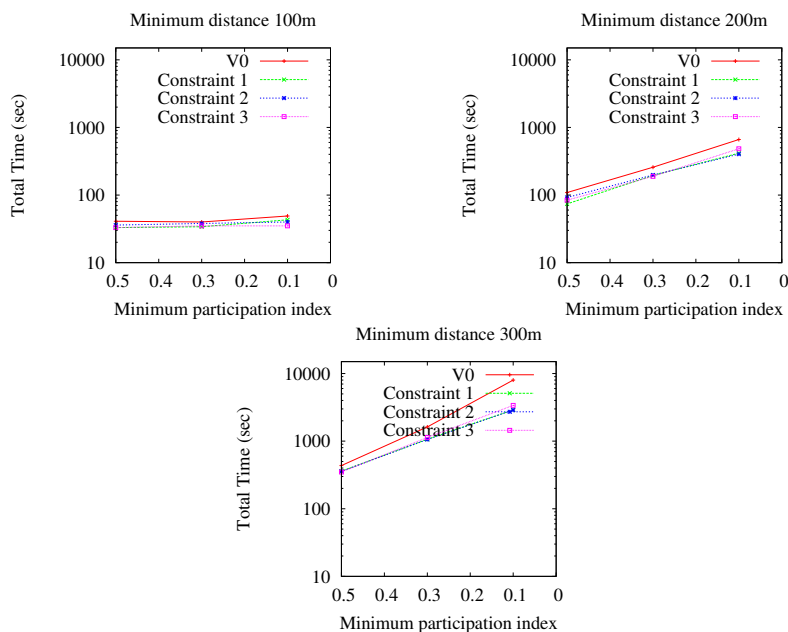 Minimum distance 100m
10000
1000
100
10
0.5 0.4 0.3 0.2 0.1 0
Total Time (sec)
Minimum participation index
V0
Constraint 1
Constraint 2
Constraint 3
Minimum distance 200m
10000
1000
100
10
0.5 0.4 0.3 0.2 0.1 0
Total Time (sec)
Minimum participation index
V0
Constraint 1
Constraint 2
Constraint 3
Minimum distance 300m
10000
1000
100
10
0.5 0.4 0.3 0.2 0.1 0
Total Time (sec)
Minimum participation index
V0
Constraint 1
Constraint 2
Constraint 3